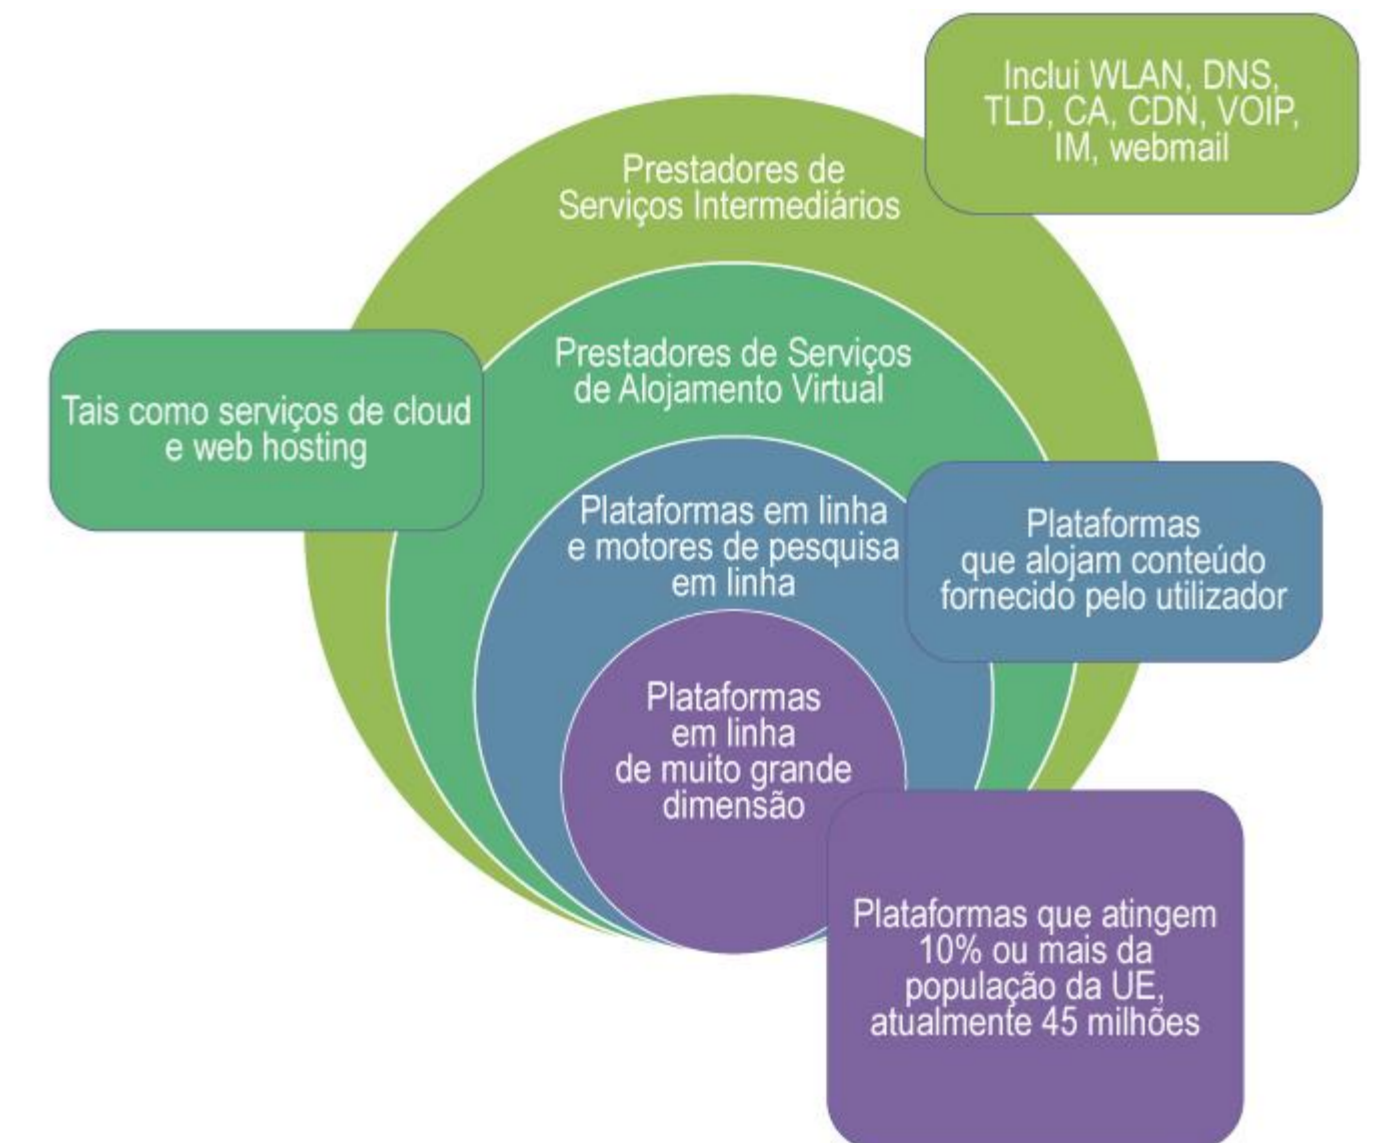 Inclui WLAN, DNS,
TLD, CA, CDN, VOIP,
IM, webmail
Prestadores de
Serviços Intermediários
Prestadores de Serviços
de Alojamento Virtual
Tais como serviços de cloud
e web hosting
Plataformas em linha
e motores de pesquisa
em linha
Plataformas
que alojam conteúdo
fornecido pelo utilizador
Plataformas
em linha
de muito grande
dimensão
Plataformas que atingem
10% ou mais da
população da UE,
atualmente 45 milhões